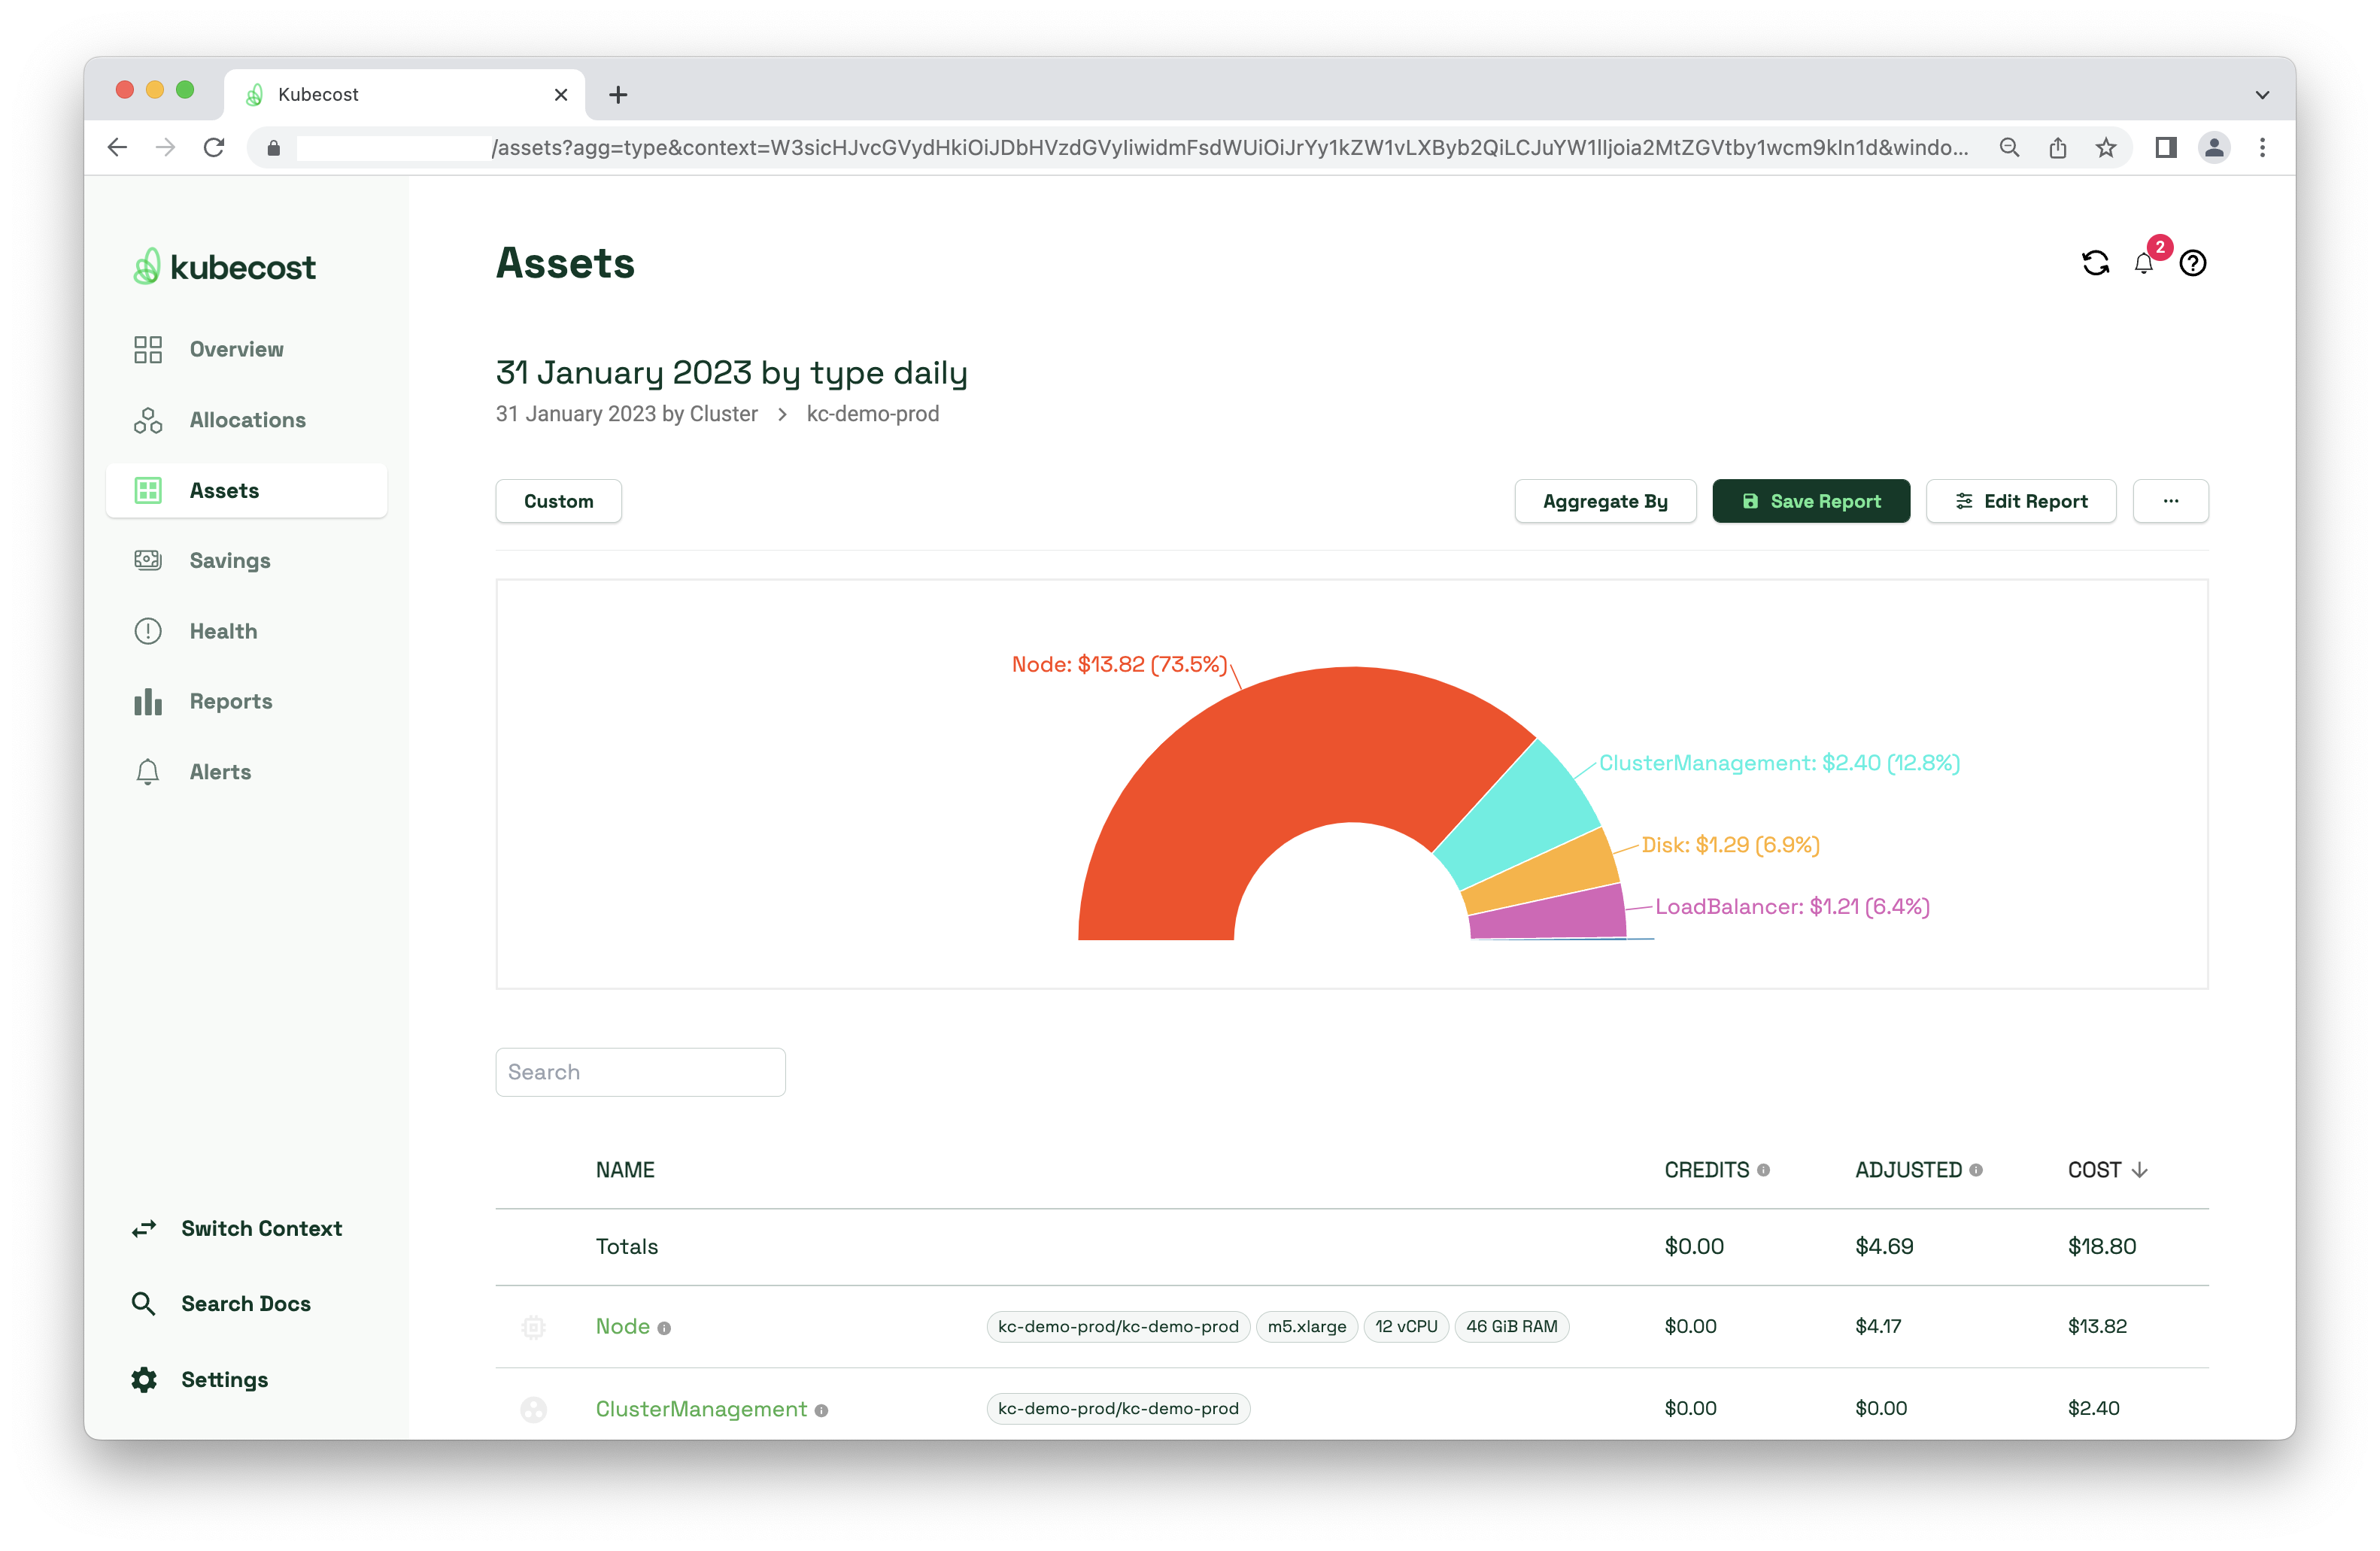 Kubecost
/assets?agg=type&context=W3sicHJvcGVydHkiOiJDbHVzdGVyIiwidmFsdWUiOiJrYy1kZW1vLXByb2QiLCJuYW1lIjoia2MtZGVtby1wcm9kIn1d&windo...
kubecost
Overview
Allocations
Assets
Savings
Health
Reports
Alerts
Switch Context
Search Docs
Settings
Assets
2
31 January 2023 by type daily
31 January 2023 by Cluster > kc-demo-prod
Custom
Aggregate By
Save Report
Edit Report
...
Node: $13.82 (73.5%)
ClusterManagement: $2.40 (12.8%)
Disk: $1.29 (6.9%)
LoadBalancer: $1.21 (6.4%)
Search
NAME CREDITS ADJUSTED COST
Totals $0.00 $4.69 $18.80
Node kc-demo-prod/kc-demo-prod m5.xlarge 12 vCPU 46 GiB RAM $0.00 $4.17 $13.82
ClusterManagement kc-demo-prod/kc-demo-prod $0.00 $0.00 $2.40